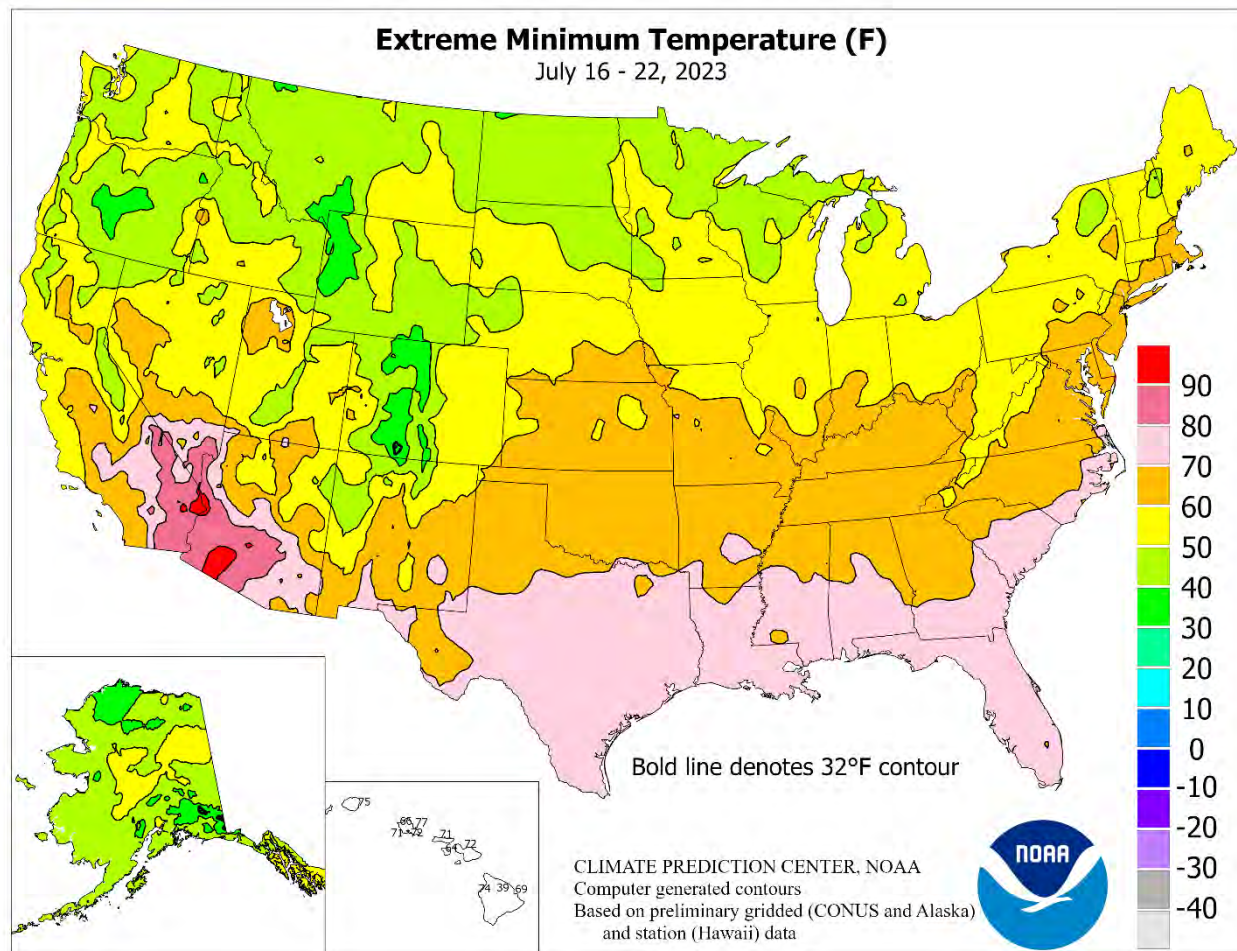 Extreme Minimum Temperature (F)
July 16 - 22, 2023
90
80
70
60
50
40
30
20
10
0
-10
-20
-30
-40
Bold line denotes 32°F contour
75
66 77
71 72
71
64
72
74 39 69
CLIMATE PREDICTION CENTER, NOAA
Computer generated contours
Based on preliminary gridded (CONUS and Alaska)
and station (Hawaii) data
NOAA